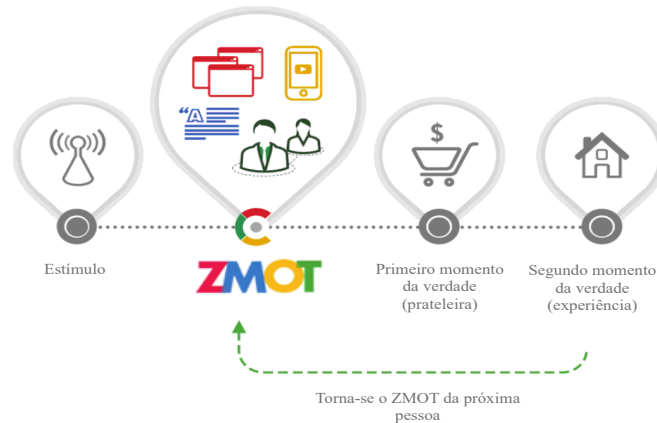 “A
$
Estímulo
ZMOT
Primeiro momento
da verdade
(prateleira)
Segundo momento
da verdade
(experiência)
Torna-se o ZMOT da próxima
pessoa